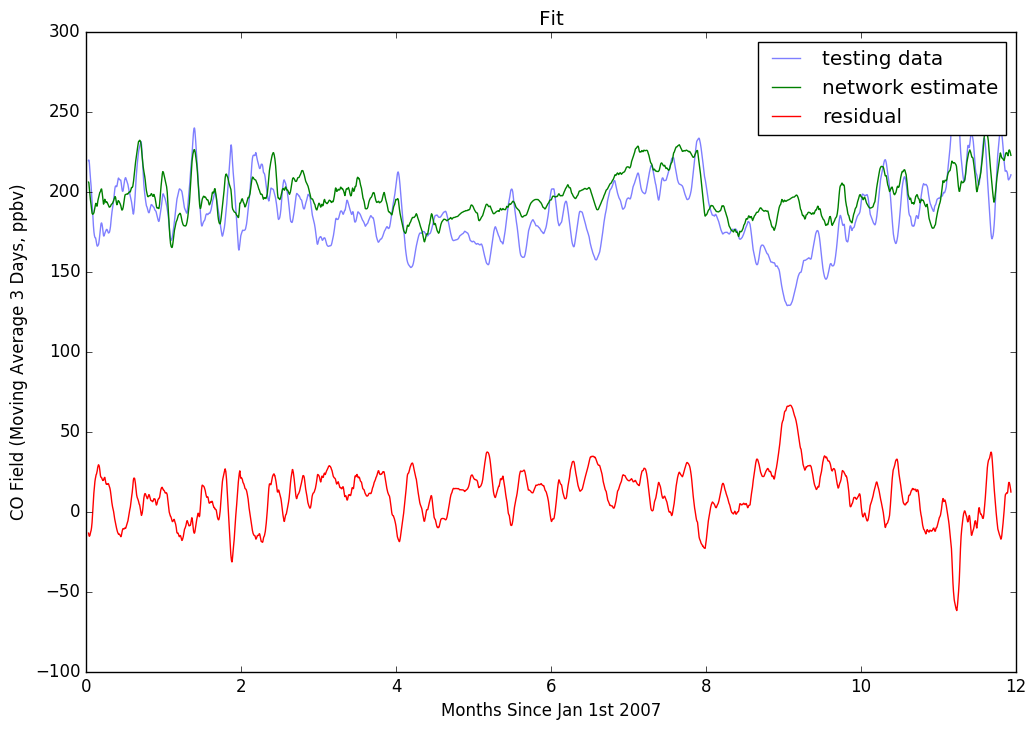 Fit
testing data
network estimate
residual
CO Field (Moving Average 3 Days, ppbv)
300
250
200
150
100
50
0
−50
−100
0 2 4 6 8 10 12
Months Since Jan 1st 2007